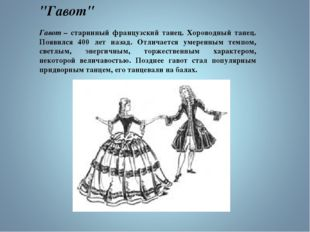 "Гавот"
Гавот – старинный французский танец. Хороводный танец.
Появился 400 лет назад. Отличается умеренным темпом,
светлым, энергичным, торжественным характером,
некоторой величавостью. Позднее гавот стал популярным
придворным танцем, его танцевали на балах.